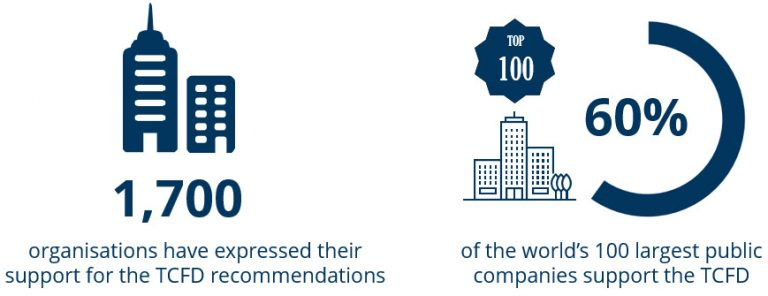 1,700
organisations have expressed their
support for the TCFD recommendations
TOP
100
60%
of the world's 100 largest public
companies support the TCFD